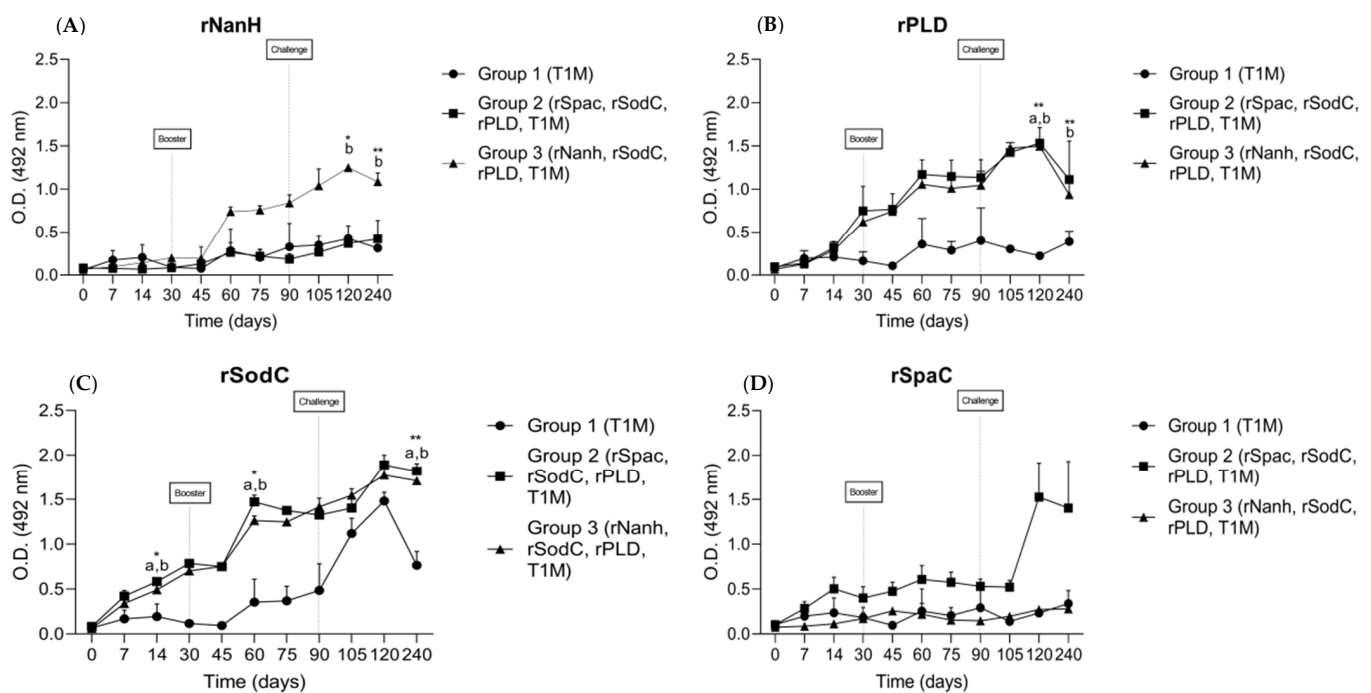 (A)
rNanH
Challenge
Booster
2.5
2.0
1.5
1.0
0.5
0.0
O.D. (492 nm)
* **
b b
0 7 14 30 45 60 75 90 105 120 240
Time (days)
Group 1 (T1M)
Group 2 (rSpac, rSodC,
rPLD, T1M)
Group 3 (rNanh, rSodC,
rPLD, T1M)
(B)
rPLD
Challenge
Booster
2.5
2.0
1.5
1.0
0.5
0.0
O.D. (492 nm)
** **
a,b b
0 7 14 30 45 60 75 90 105 120 240
Time (days)
Group 1 (T1M)
Group 2 (rSpac, rSodC,
rPLD, T1M)
Group 3 (rNanh, rSodC,
rPLD, T1M)
(C)
rSodC
Challenge
Booster
2.5
2.0
1.5
1.0
0.5
0.0
O.D. (492 nm)
* * **
a,b a,b a,b
0 7 14 30 45 60 75 90 105 120 240
Time (days)
Group 1 (T1M)
Group 2 (rSpac,
rSodC, rPLD,
T1M)
Group 3 (rNanh,
rSodC, rPLD,
T1M)
(D)
rSpaC
Challenge
Booster
2.5
2.0
1.5
1.0
0.5
0.0
O.D. (492 nm)
0 7 14 30 45 60 75 90 105 120 240
Time (days)
Group 1 (T1M)
Group 2 (rSpac, rSodC,
rPLD, T1M)
Group 3 (rNanh, rSodC,
rPLD, T1M)